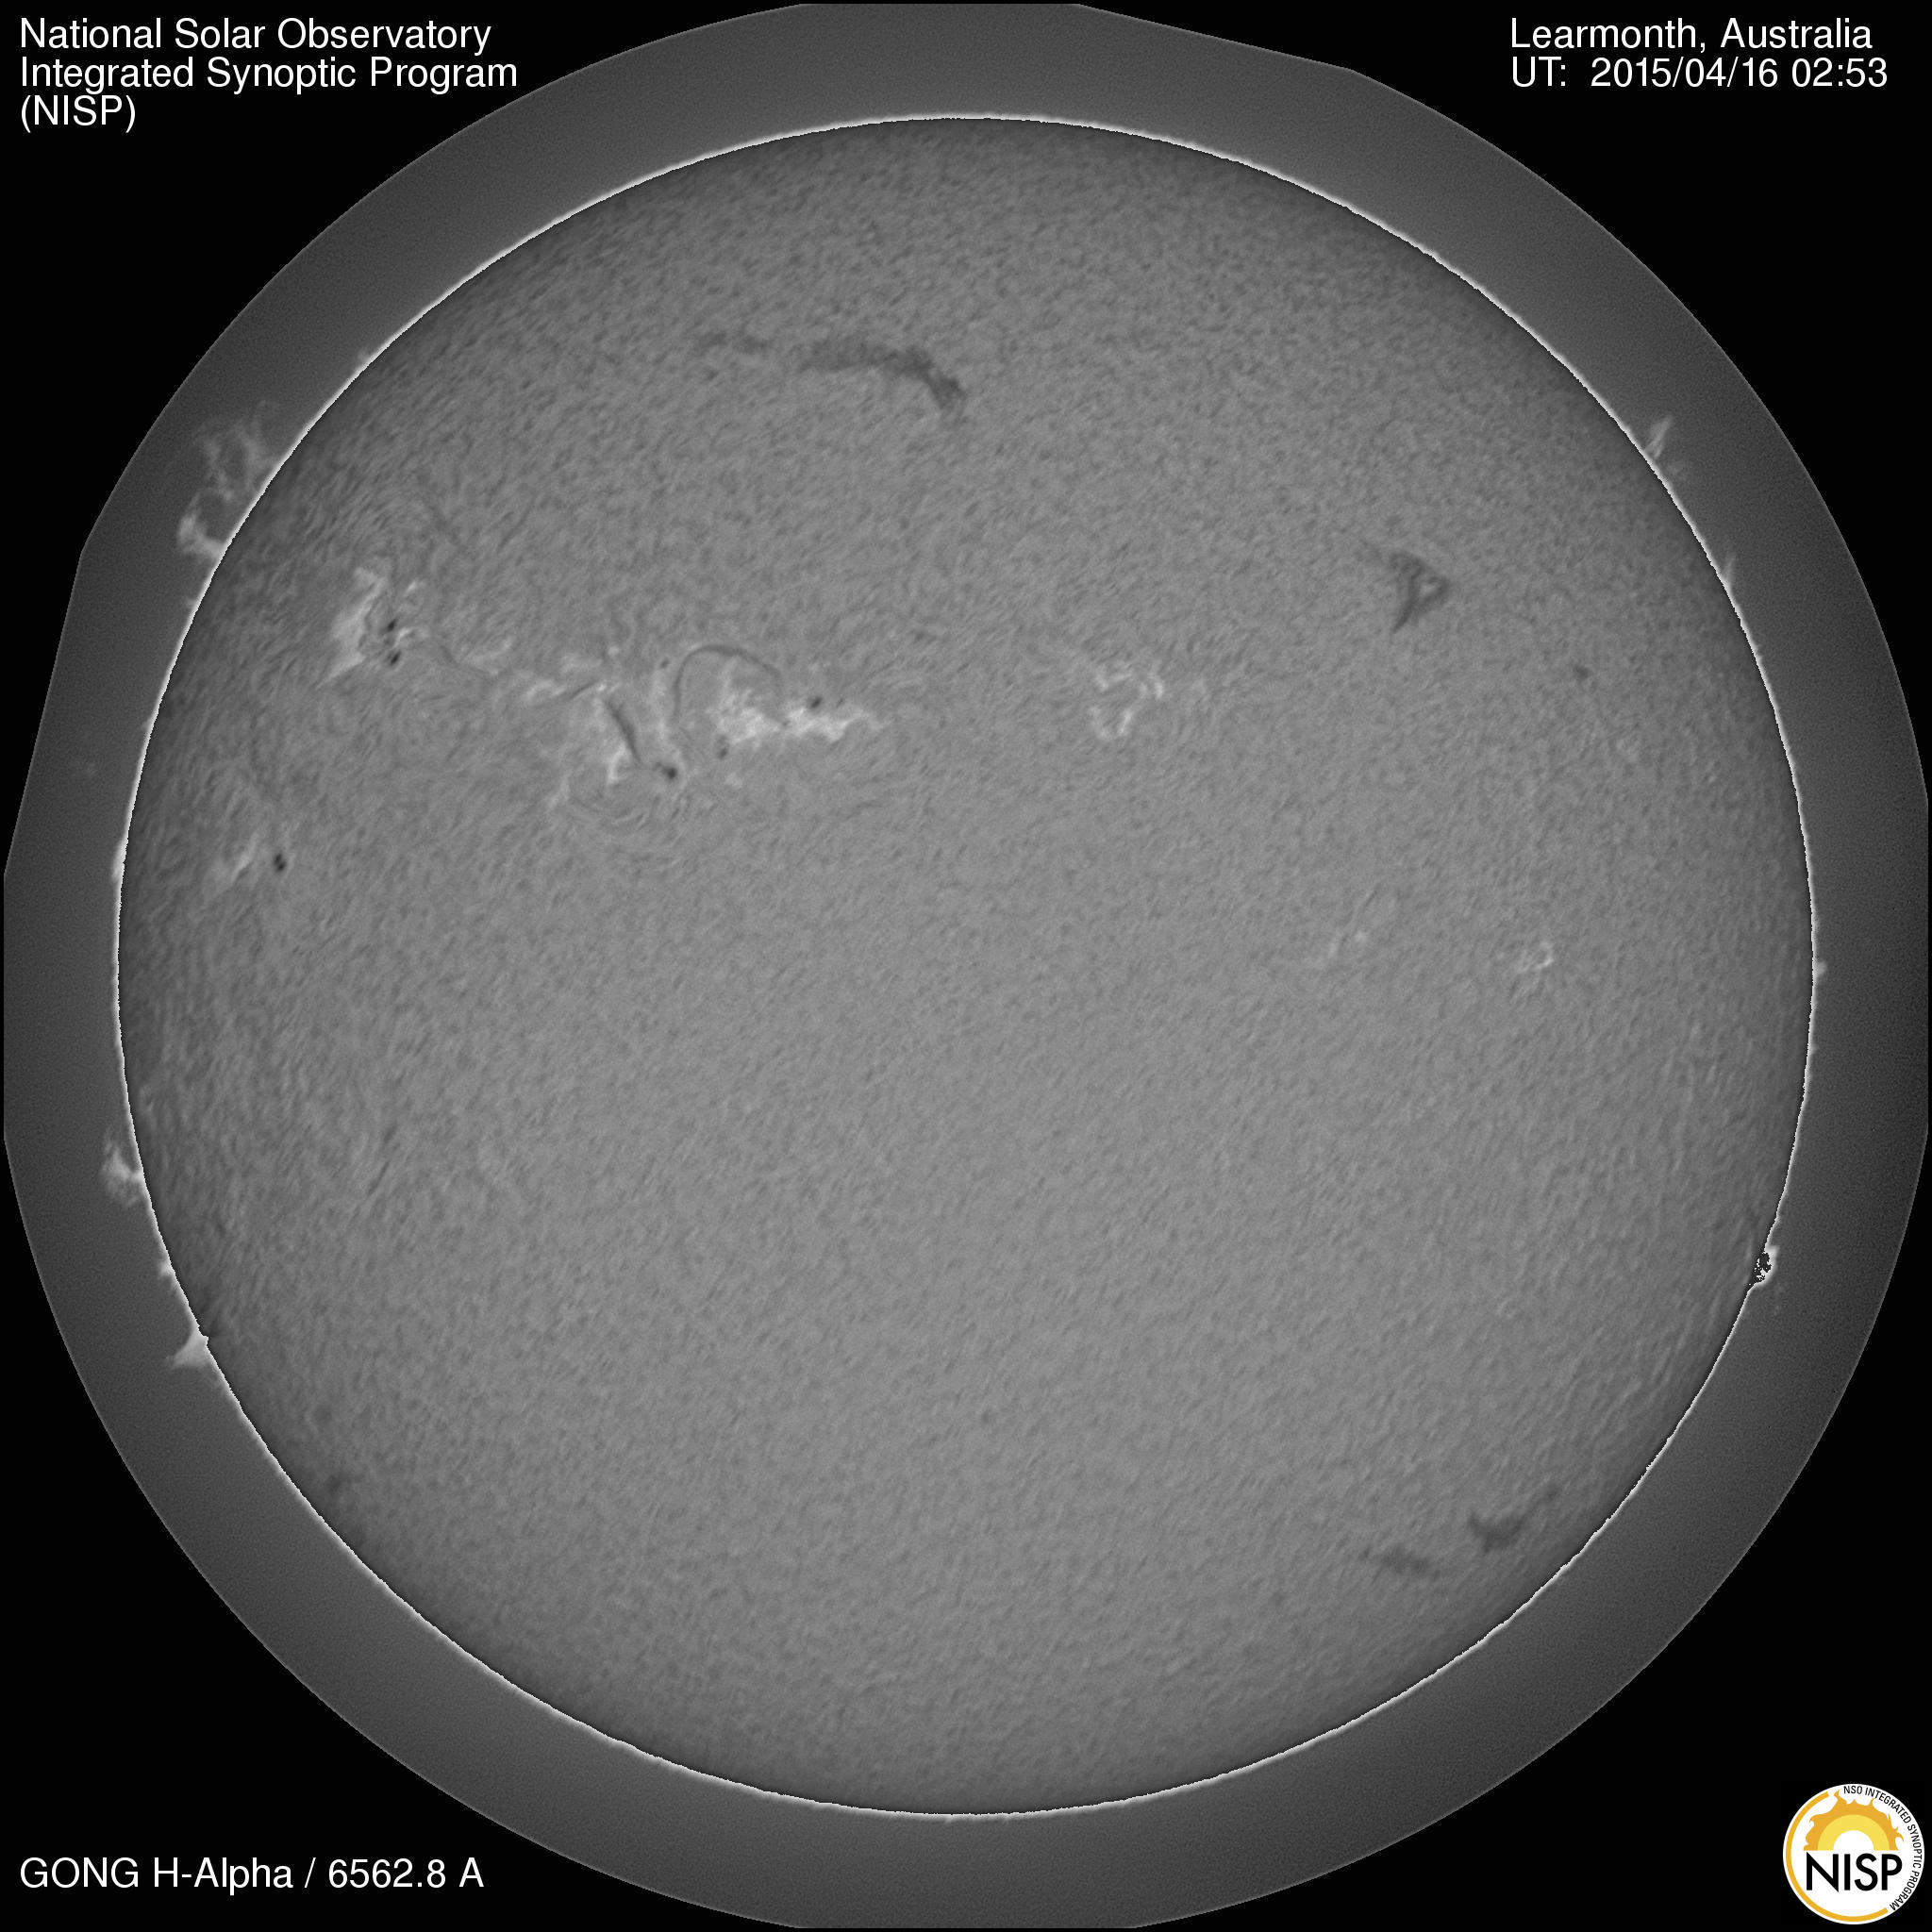 National Solar Observatory
Integrated Synoptic Program
(NISP)
Learmonth, Australia
UT: 2015/04/16 02:53
GONG H-Alpha / 6562.8 A
NSO INTEGRATED SYNOPTIC PROGRAM
NISP